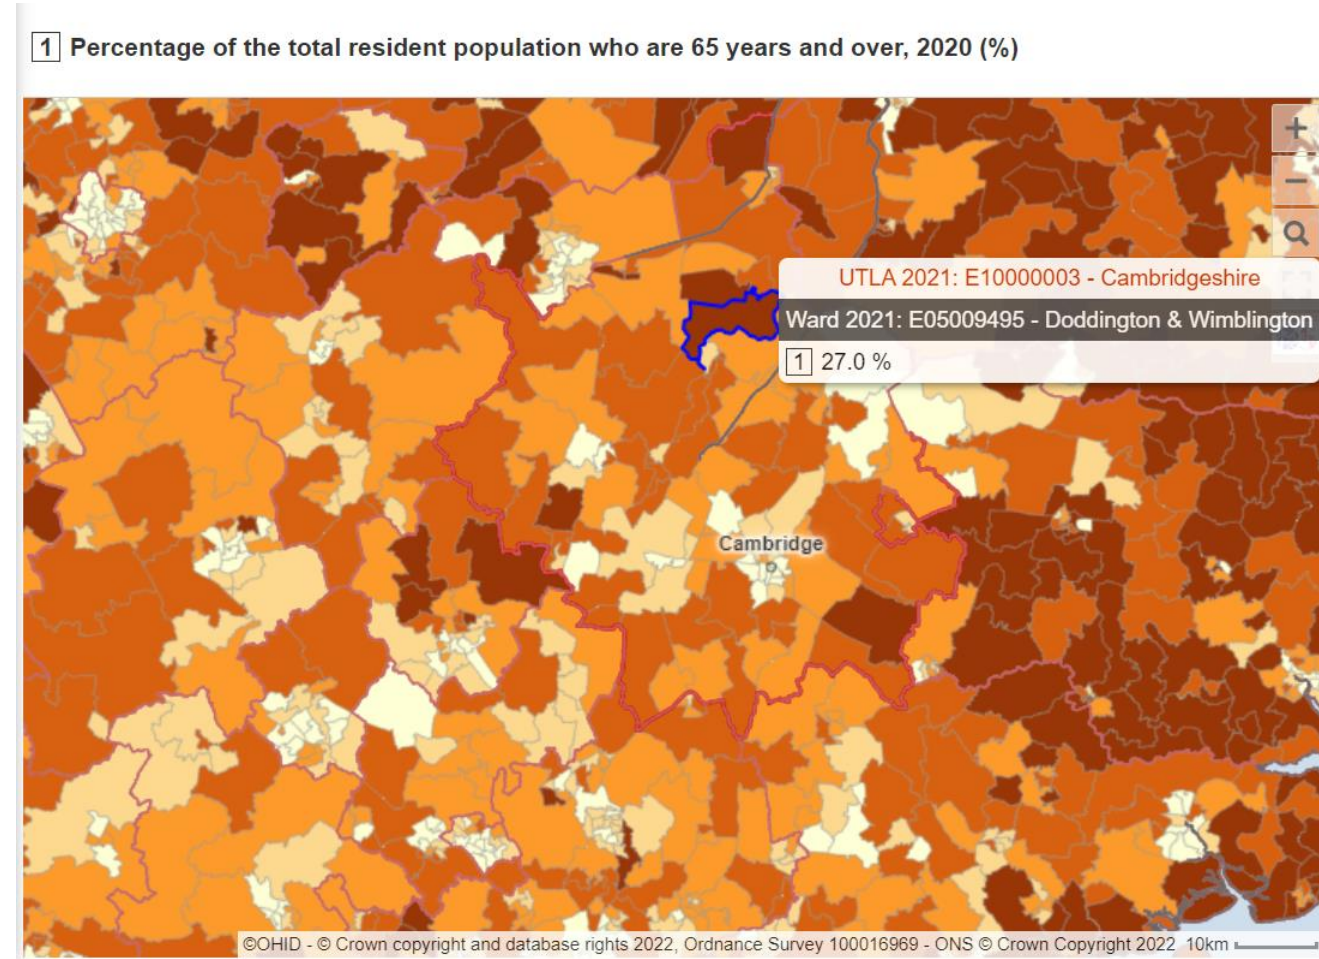 1 Percentage of the total resident population who are 65 years and over, 2020 (%)
+
−
UTLA 2021: E10000003 - Cambridgeshire
Ward 2021: E05009495 - Doddington & Wimblington
1 27.0 %
Cambridge
©OHID - © Crown copyright and database rights 2022, Ordnance Survey 100016969 - ONS © Crown Copyright 2022 10km